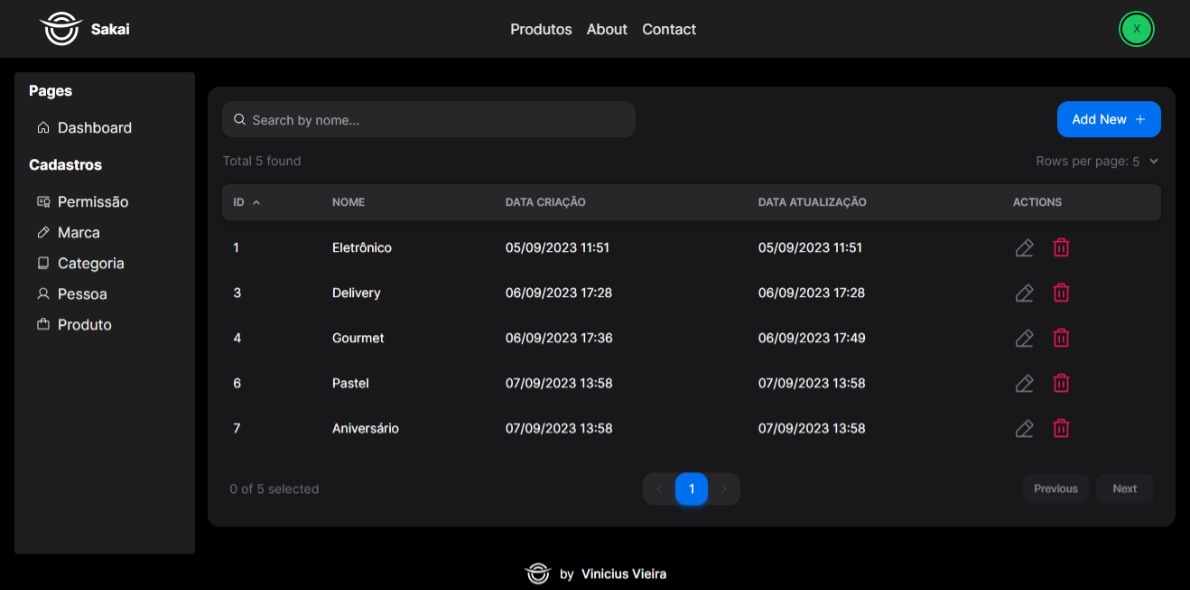 Sakai
Produtos About Contact
X
Pages
Dashboard
Cadastros
Permissão
Marca
Categoria
Pessoa
Produto
Search by nome...
Add New +
Total 5 found
Rows per page: 5
ID NOME DATA CRIAÇÃO DATA ATUALIZAÇÃO ACTIONS
1 Eletrônico 05/09/2023 11:51 05/09/2023 11:51
3 Delivery 06/09/2023 17:28 06/09/2023 17:28
4 Gourmet 06/09/2023 17:36 06/09/2023 17:49
6 Pastel 07/09/2023 13:58 07/09/2023 13:58
7 Aniversário 07/09/2023 13:58 07/09/2023 13:58
0 of 5 selected
1
Previous Next
by Vinicius Vieira